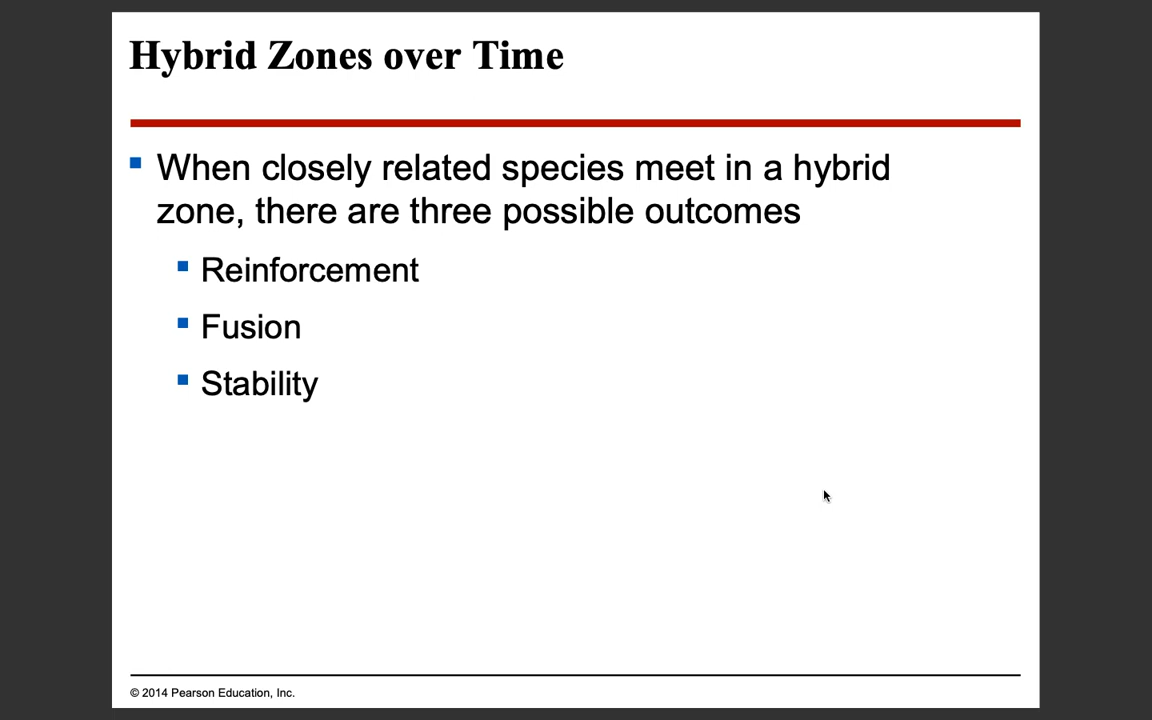 Hybrid Zones over Time
When closely related species meet in a hybrid
zone, there are three possible outcomes
Reinforcement
Fusion
Stability
© 2014 Pearson Education, Inc.